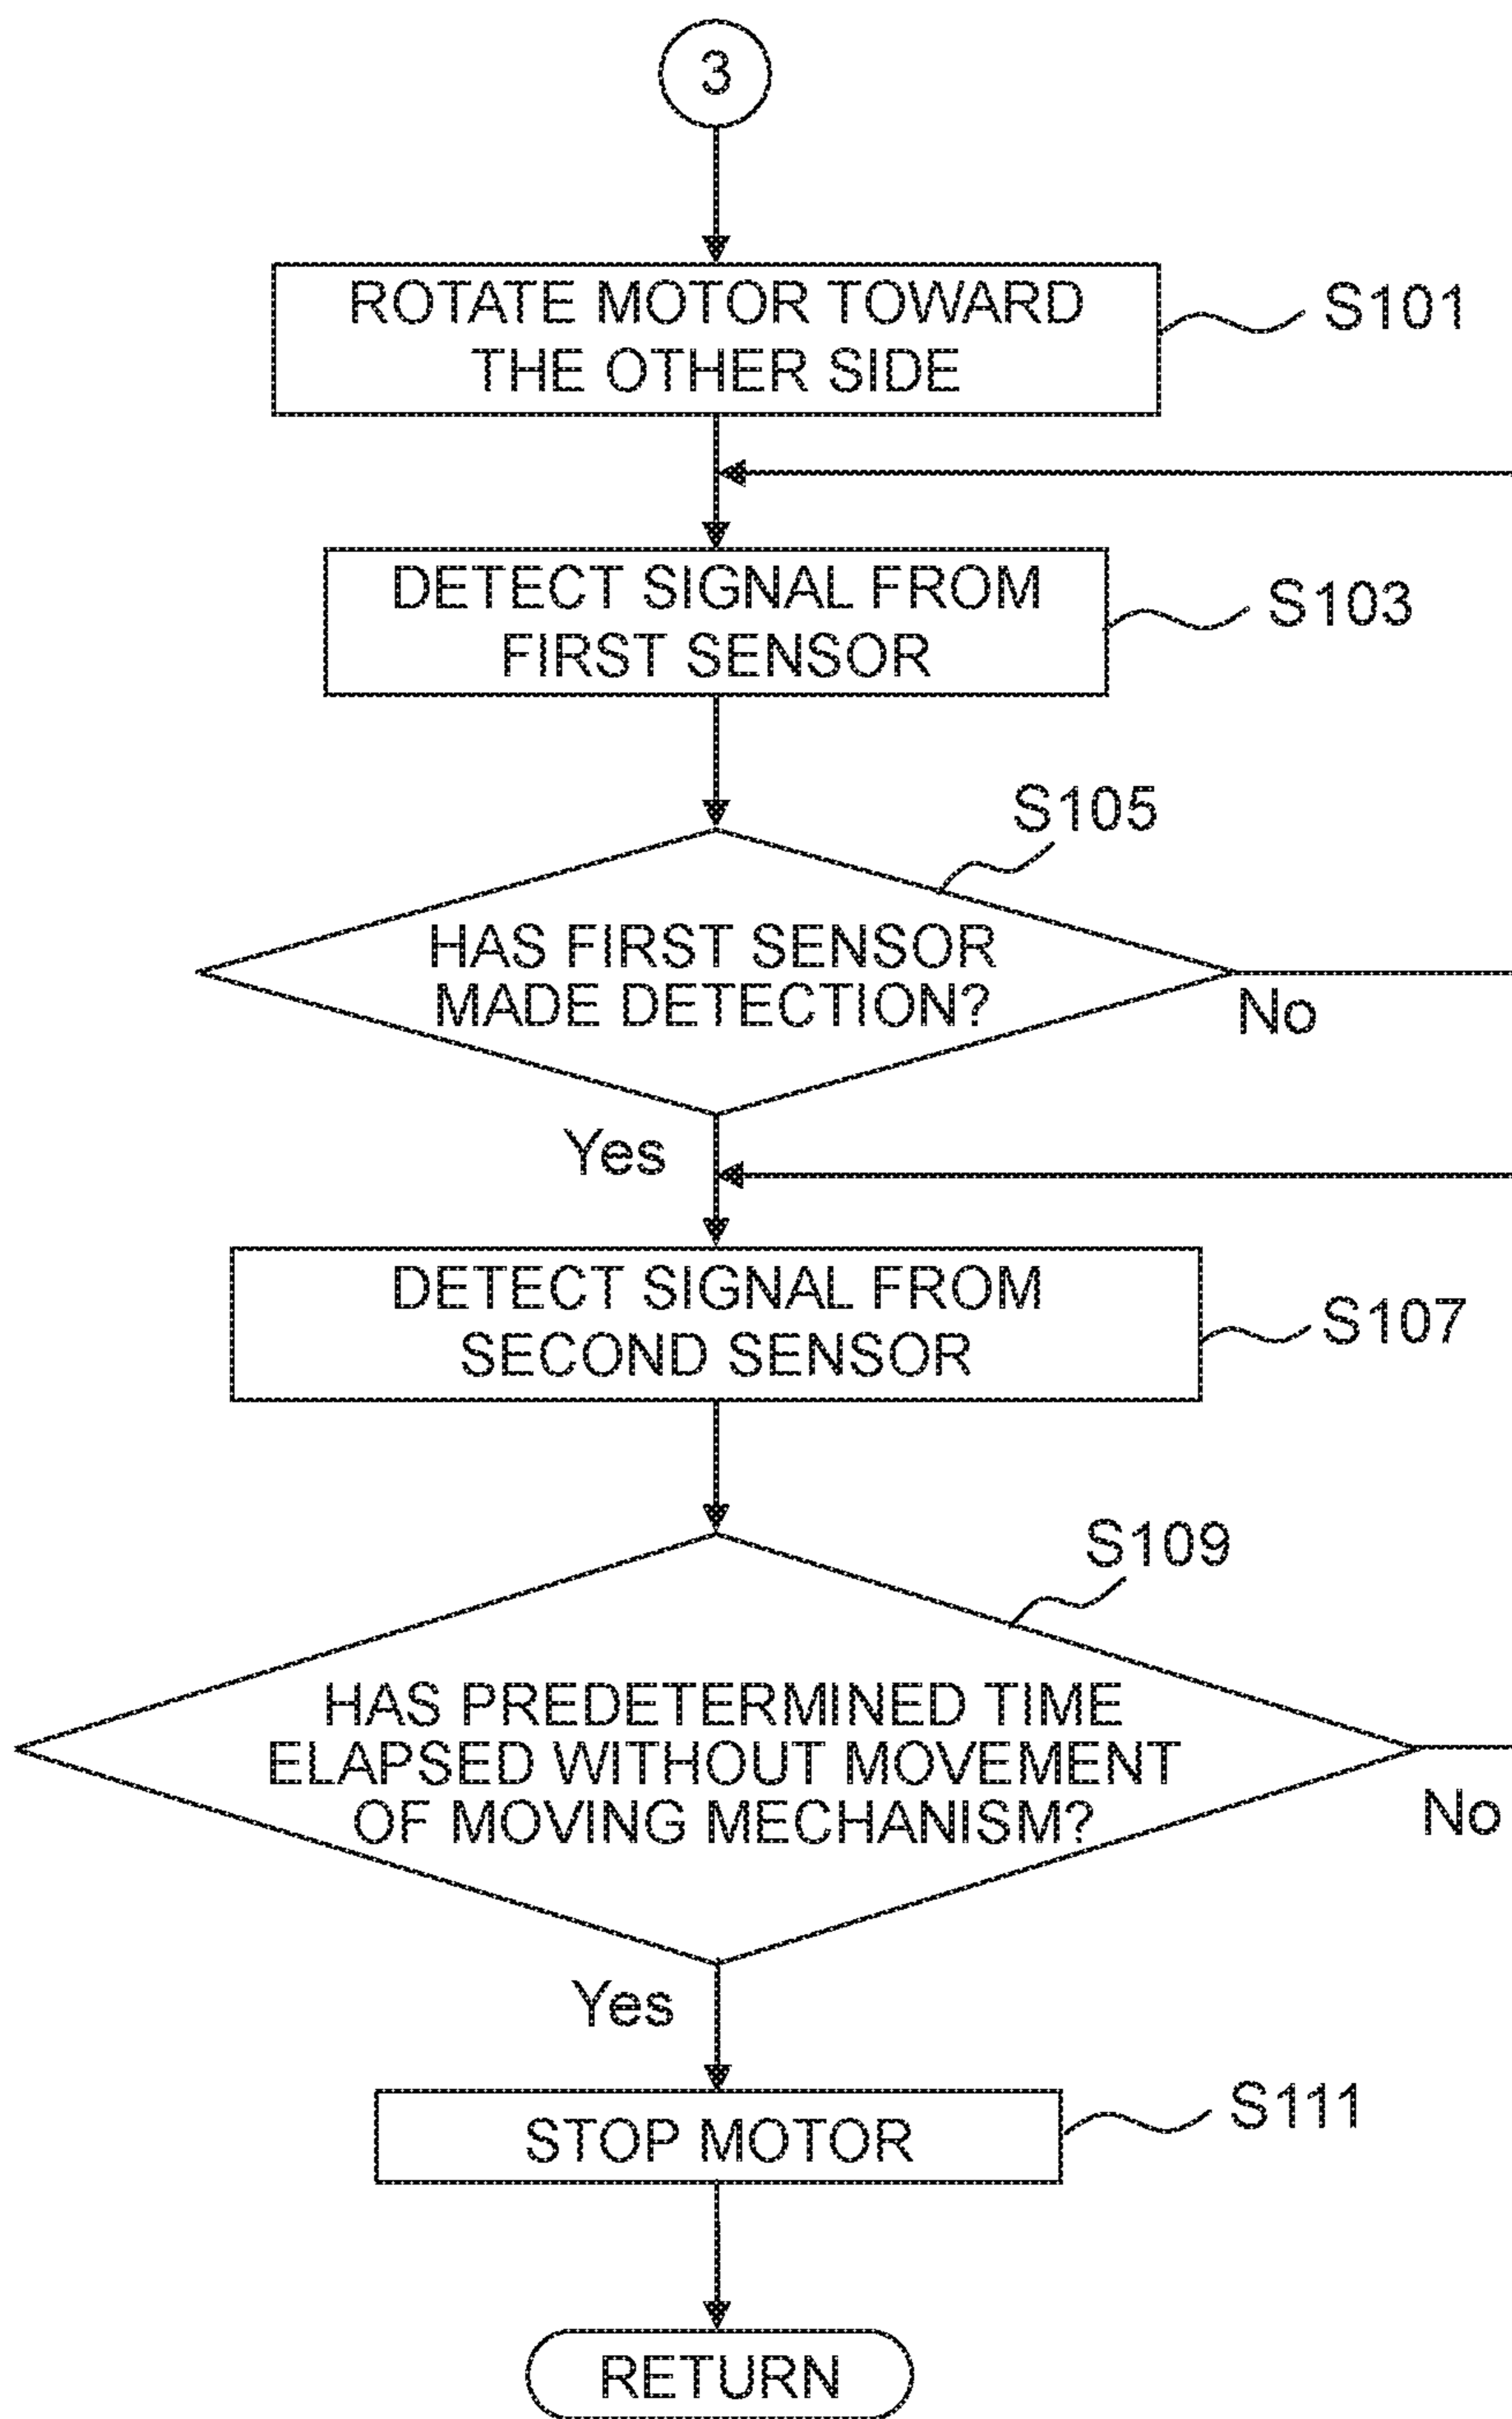 3
ROTATE MOTOR TOWARD
THE OTHER SIDE
S101
DETECT SIGNAL FROM
FIRST SENSOR
S103
S105
HAS FIRST SENSOR
MADE DETECTION?
No
Yes
DETECT SIGNAL FROM
SECOND SENSOR
S107
S109
HAS PREDETERMINED TIME
ELAPSED WITHOUT MOVEMENT
OF MOVING MECHANISM?
No
Yes
STOP MOTOR
S111
RETURN